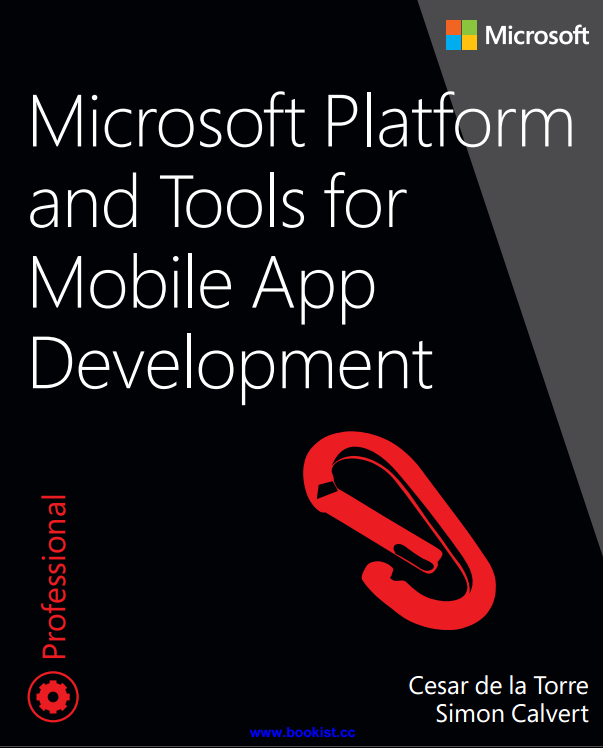 Microsoft
Microsoft Platform
and Tools for
Mobile App
Development
Professional
Cesar de la Torre
Simon Calvert
www.bookist.cc